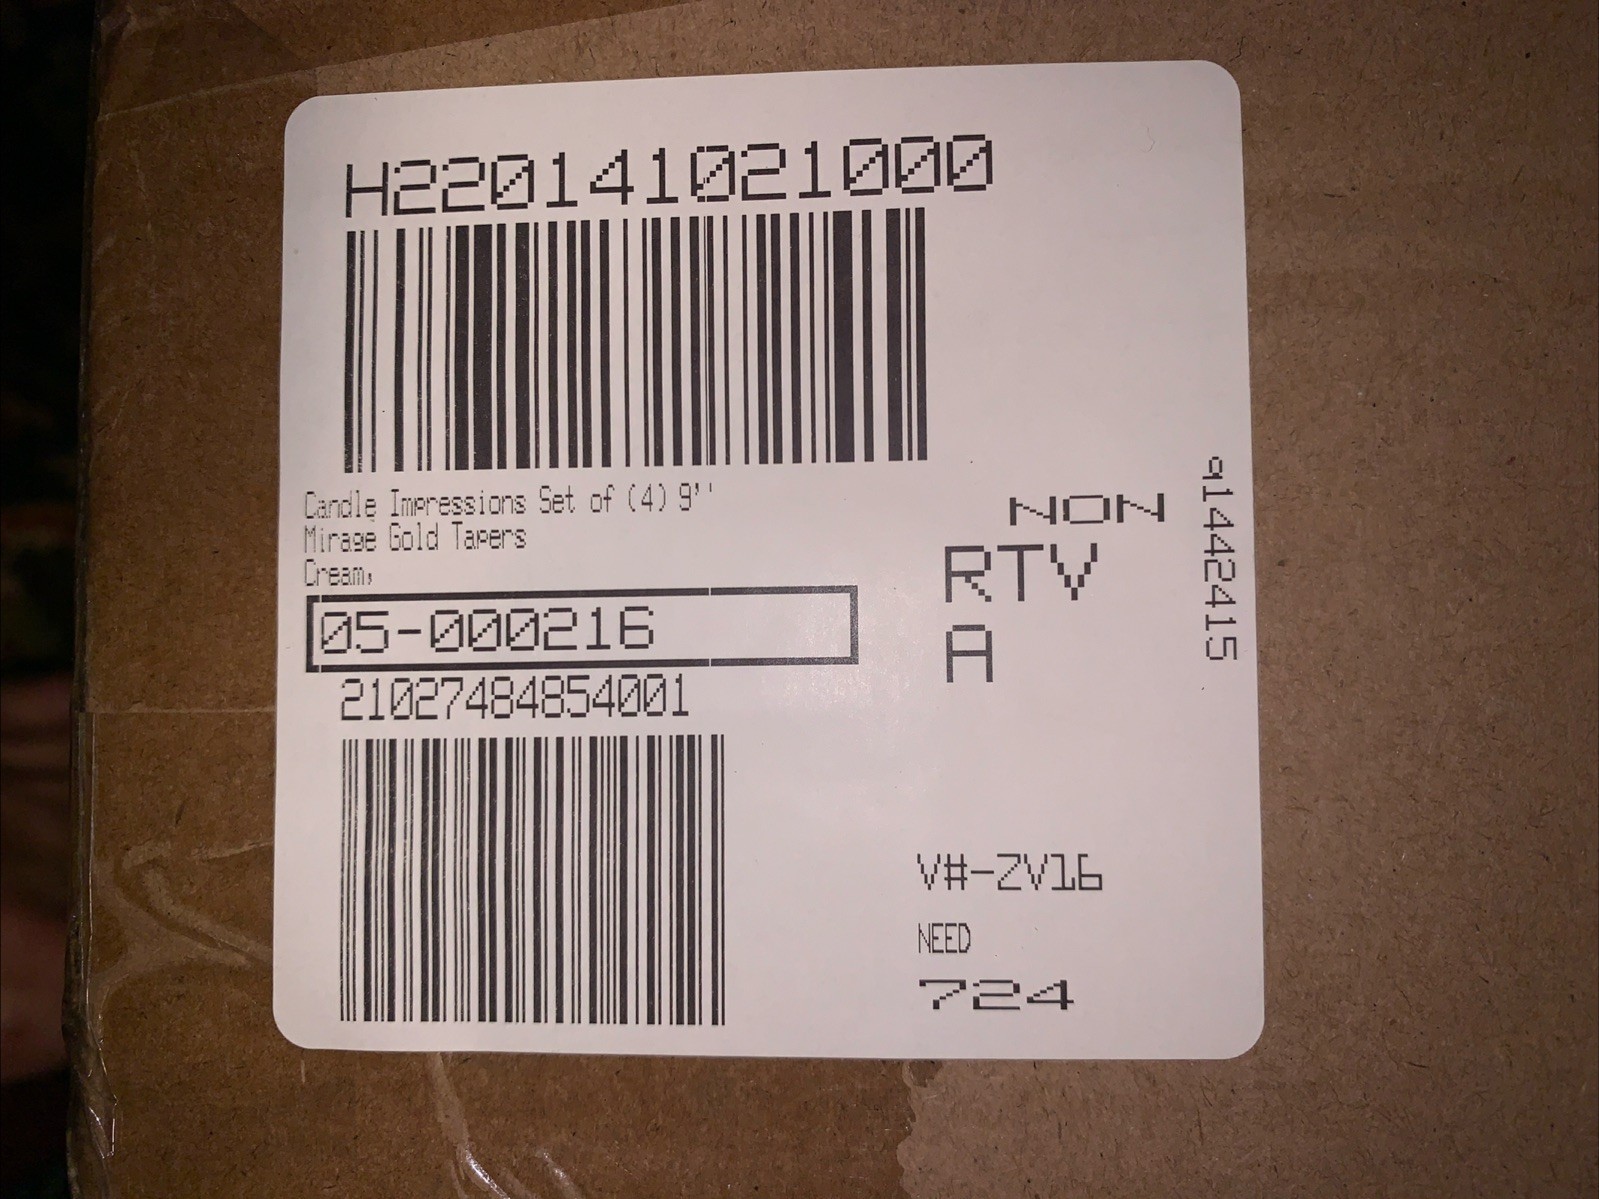 H220141021000
Candle Impressions Set of (4) 9''
Mirage Gold Tapers
Cream,
05-000216
21027484854001
NON
RTV
A
V#-ZV16
NEED
724
q1442415